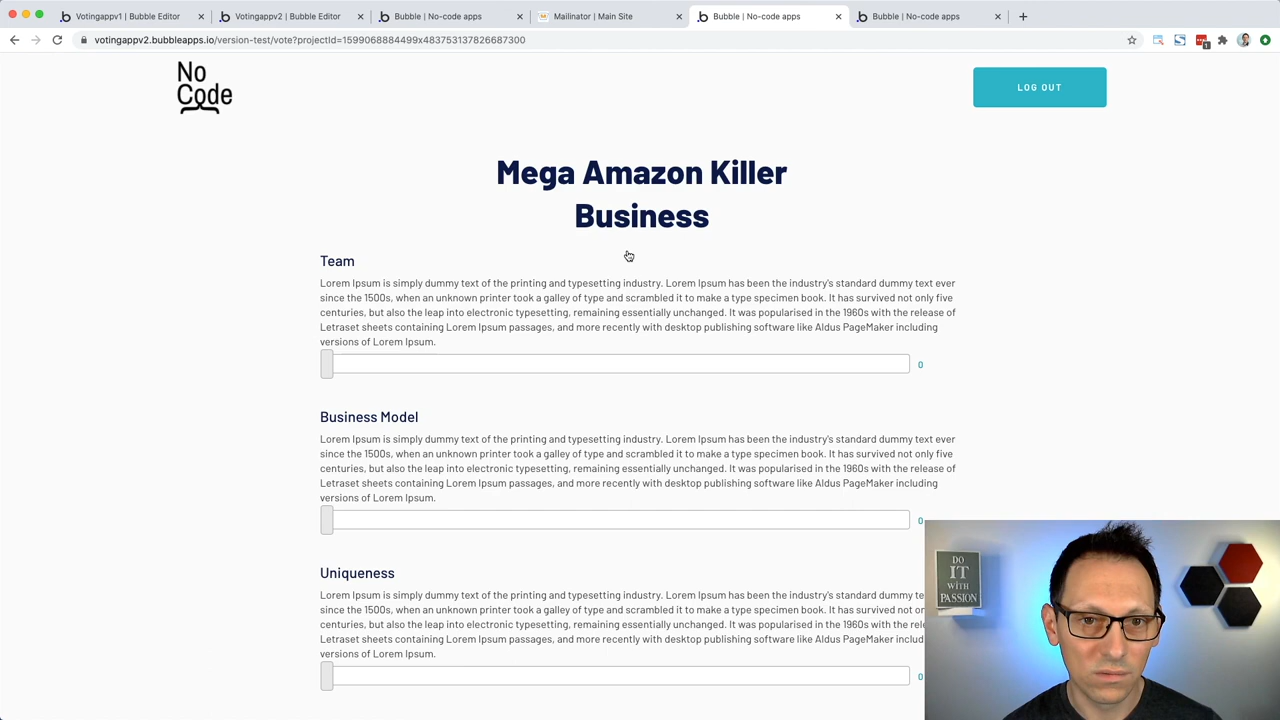 Votingappv1 | Bubble Editor
Votingappv2 | Bubble Editor
Bubble | No-code apps
Mailinator | Main Site
Bubble | No-code apps
Bubble | No-code apps
votingappv2.bubbleapps.io/version-test/vote?projectId=1599068884499x483753137826687300
1
No
Code
LOG OUT
Mega Amazon Killer
Business
Team
Lorem Ipsum is simply dummy text of the printing and typesetting industry. Lorem Ipsum has been the industry's standard dummy text ever
since the 1500s, when an unknown printer took a galley of type and scrambled it to make a type specimen book. It has survived not only five
centuries, but also the leap into electronic typesetting, remaining essentially unchanged. It was popularised in the 1960s with the release of
Letraset sheets containing Lorem Ipsum passages, and more recently with desktop publishing software like Aldus PageMaker including
versions of Lorem Ipsum.
0
Business Model
Lorem Ipsum is simply dummy text of the printing and typesetting industry. Lorem Ipsum has been the industry's standard dummy text ever
since the 1500s, when an unknown printer took a galley of type and scrambled it to make a type specimen book. It has survived not only five
centuries, but also the leap into electronic typesetting, remaining essentially unchanged. It was popularised in the 1960s with the release of
Letraset sheets containing Lorem Ipsum passages, and more recently with desktop publishing software like Aldus PageMaker including
versions of Lorem Ipsum.
0
Uniqueness
Lorem Ipsum is simply dummy text of the printing and typesetting industry. Lorem Ipsum has been the industry's standard dummy te
since the 1500s, when an unknown printer took a galley of type and scrambled it to make a type specimen book. It has survived not or
centuries, but also the leap into electronic typesetting, remaining essentially unchanged. It was popularised in the 1960s with the re
Letraset sheets containing Lorem Ipsum passages, and more recently with desktop publishing software like Aldus PageMaker includ
versions of Lorem Ipsum.
0
DO
IT
WITH
PASSION